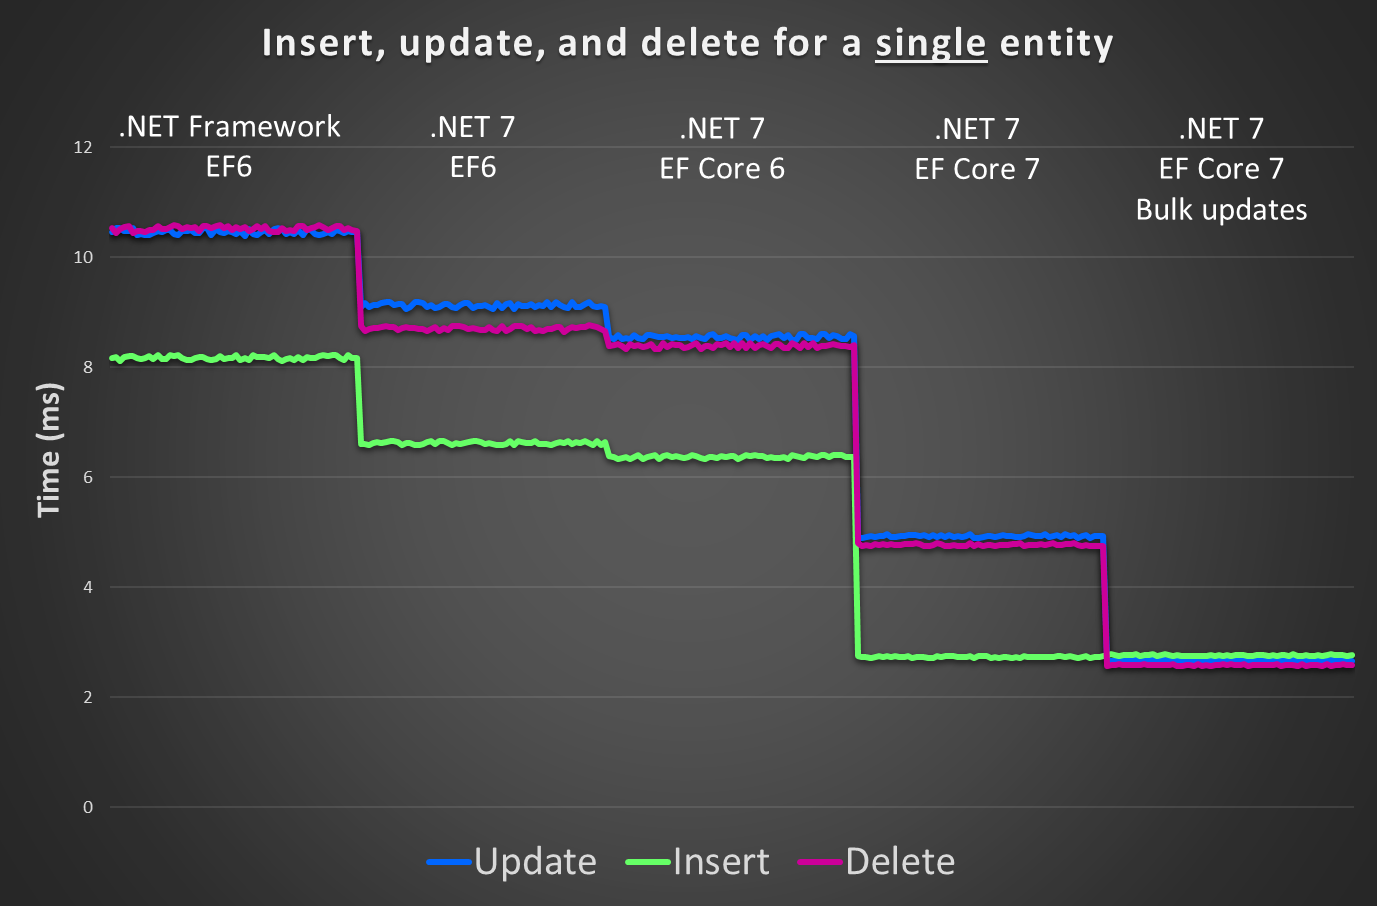 Insert, update, and delete for a single entity
.NET Framework
EF6
.NET 7
EF6
.NET 7
EF Core 6
.NET 7
EF Core 7
.NET 7
EF Core 7
Bulk updates
Time (ms)
12
10
8
6
4
2
0
Update
Insert
Delete